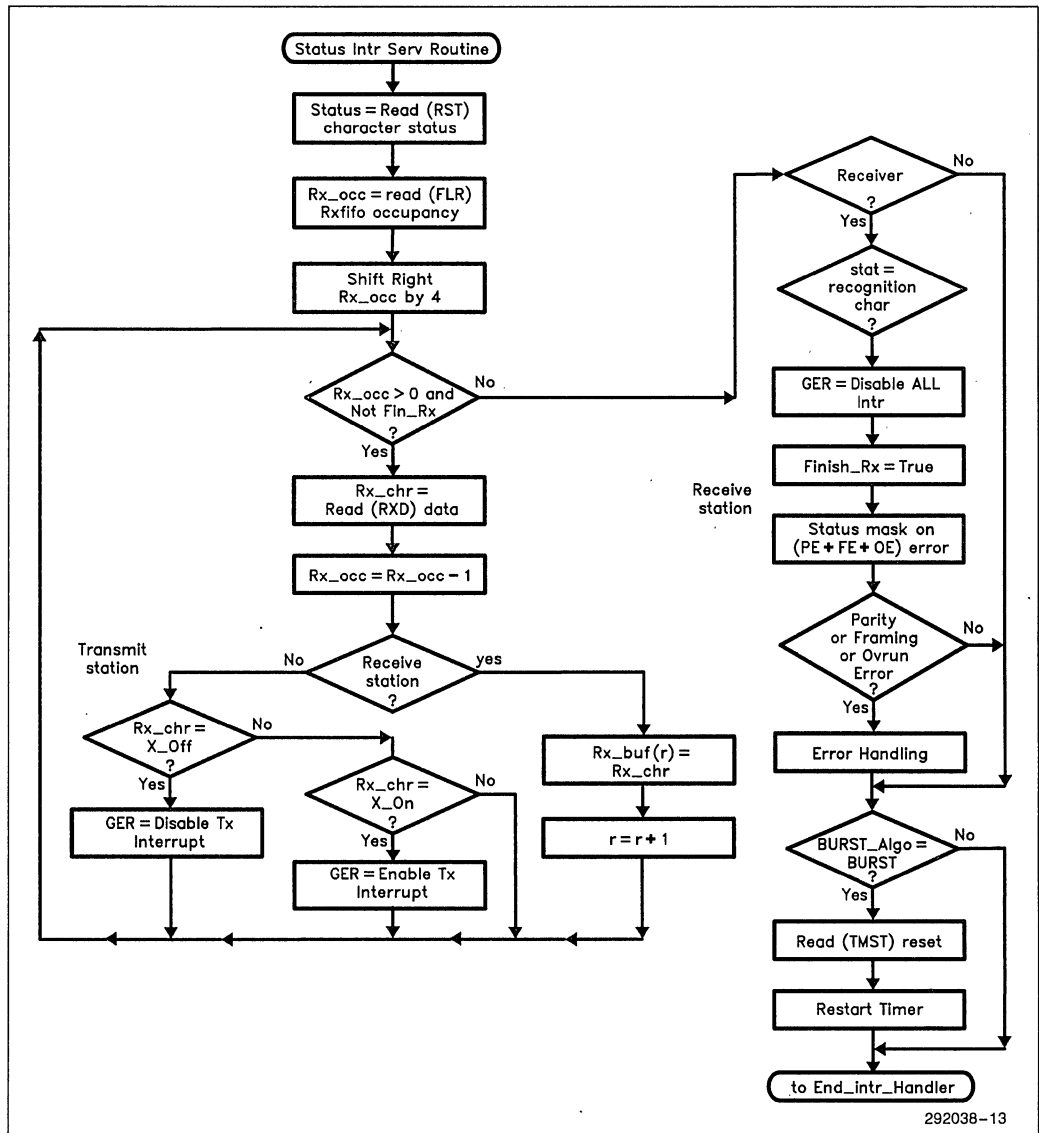 Status Intr Serv Routine
Status = Read (RST)
character status
Rx_occ = read (FLR)
Rxfifo occupancy
Shift Right
Rx_occ by 4
Rx_occ > 0 and
Not Fin_Rx
?
No
Yes
Rx_chr =
Read (RXD) data
Rx_occ = Rx_occ – 1
Receive
station
?
No
yes
Transmit
station
Rx_chr =
X_Off
?
No
Yes
GER = Disable Tx
Interrupt
Rx_chr =
X_On
?
No
Yes
GER = Enable Tx
Interrupt
Rx_buf(r) =
Rx_chr
r = r + 1
Receiver
?
No
Yes
stat =
recognition
char
?
GER = Disable ALL
Intr
Finish_Rx = True
Receive
station
Status mask on
(PE + FE + OE) error
Parity
or Framing
or Ovrun
Error
?
No
Yes
Error Handling
BURST_Algo =
BURST
?
No
Yes
Read (TMST) reset
Restart Timer
to End_intr_Handler
292038–13